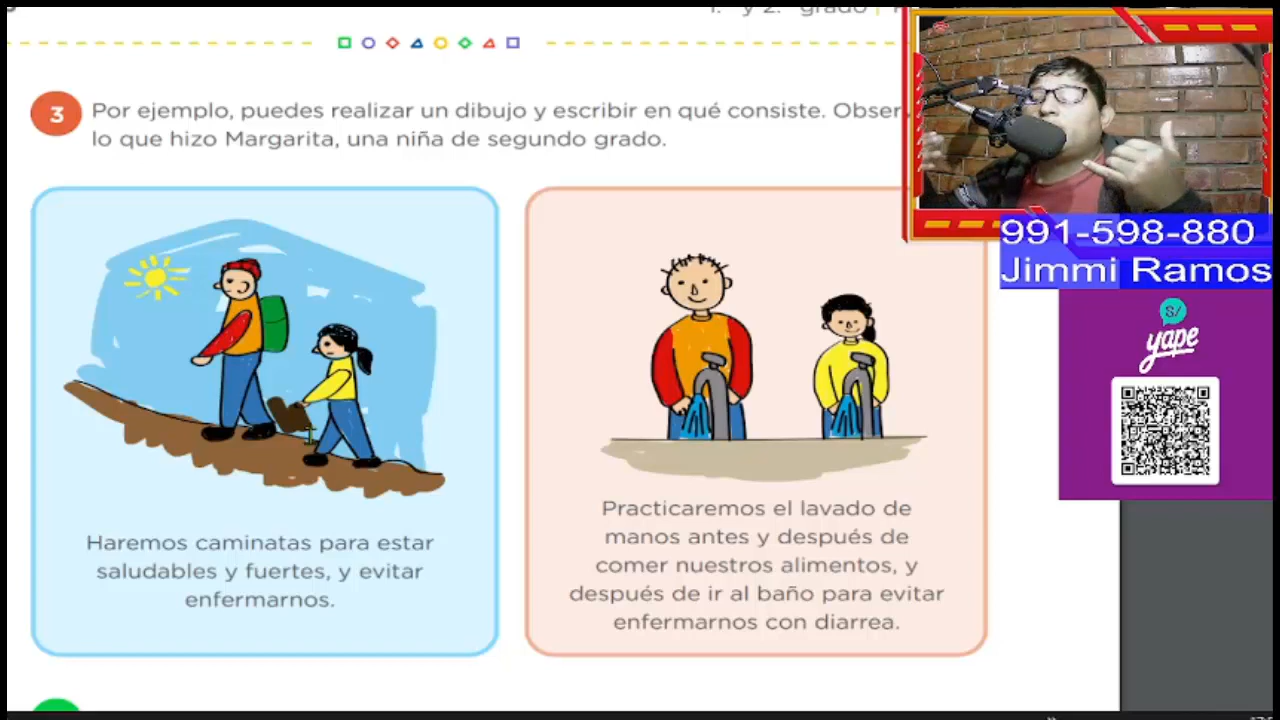 3
Por ejemplo, puedes realizar un dibujo y escribir en qué consiste.
lo que hizo Margarita, una niña de segundo grado.
Haremos caminatas para estar
saludables y fuertes, y evitar
enfermarnos.
Practicaremos el lavado de
manos antes y después de
comer nuestros alimentos, y
después de ir al baño para evitar
enfermarnos con diarrea.
991-598-880
Jimmi Ramos
S/
yape